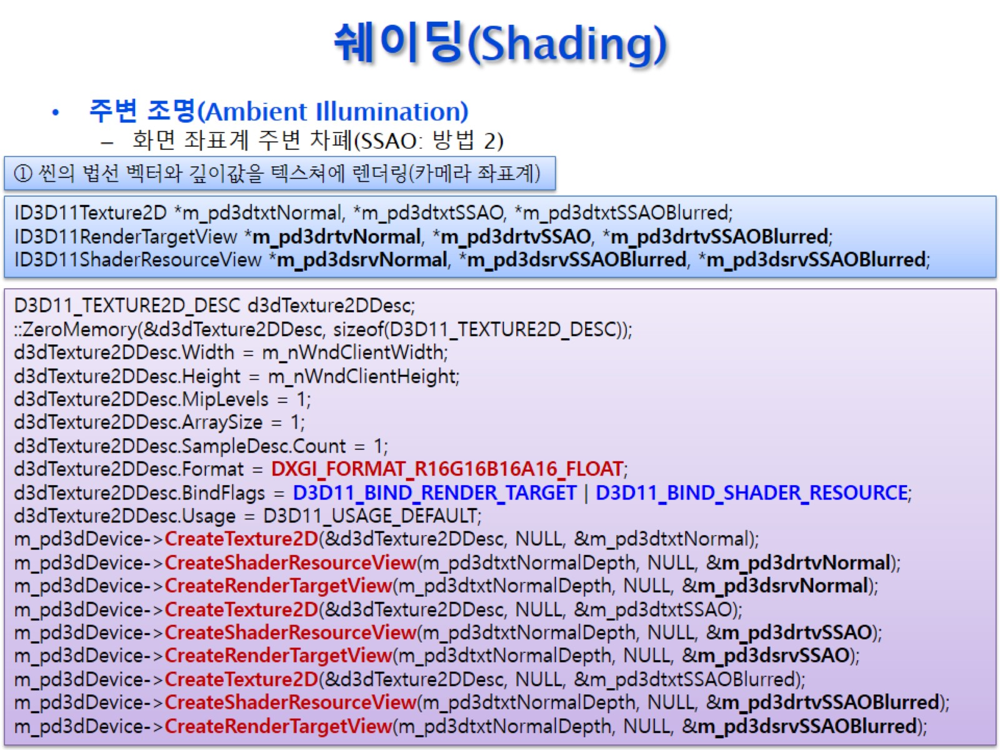 쉐이딩(Shading)
• 주변 조명(Ambient Illumination)
– 화면 좌표계 주변 차폐(SSAO: 방법 2)
① 씬의 법선 벡터와 깊이값을 텍스쳐에 렌더링(카메라 좌표계)
ID3D11Texture2D *m_pd3dtxtNormal, *m_pd3dtxtSSAO, *m_pd3dtxtSSAOBlurred;
ID3D11RenderTargetView *m_pd3drtvNormal, *m_pd3drtvSSAO, *m_pd3drtvSSAOBlurred;
ID3D11ShaderResourceView *m_pd3dsrvNormal, *m_pd3dsrvSSAOBlurred, *m_pd3dsrvSSAOBlurred;
D3D11_TEXTURE2D_DESC d3dTexture2DDesc;
::ZeroMemory(&d3dTexture2DDesc, sizeof(D3D11_TEXTURE2D_DESC));
d3dTexture2DDesc.Width = m_nWndClientWidth;
d3dTexture2DDesc.Height = m_nWndClientHeight;
d3dTexture2DDesc.MipLevels = 1;
d3dTexture2DDesc.ArraySize = 1;
d3dTexture2DDesc.SampleDesc.Count = 1;
d3dTexture2DDesc.Format = DXGI_FORMAT_R16G16B16A16_FLOAT;
d3dTexture2DDesc.BindFlags = D3D11_BIND_RENDER_TARGET | D3D11_BIND_SHADER_RESOURCE;
d3dTexture2DDesc.Usage = D3D11_USAGE_DEFAULT;
m_pd3dDevice->CreateTexture2D(&d3dTexture2DDesc, NULL, &m_pd3dtxtNormal);
m_pd3dDevice->CreateShaderResourceView(m_pd3dtxtNormalDepth, NULL, &m_pd3drtvNormal);
m_pd3dDevice->CreateRenderTargetView(m_pd3dtxtNormalDepth, NULL, &m_pd3dsrvNormal);
m_pd3dDevice->CreateTexture2D(&d3dTexture2DDesc, NULL, &m_pd3dtxtSSAO);
m_pd3dDevice->CreateShaderResourceView(m_pd3dtxtNormalDepth, NULL, &m_pd3drtvSSAO);
m_pd3dDevice->CreateRenderTargetView(m_pd3dtxtNormalDepth, NULL, &m_pd3dsrvSSAO);
m_pd3dDevice->CreateTexture2D(&d3dTexture2DDesc, NULL, &m_pd3dtxtSSAOBlurred);
m_pd3dDevice->CreateShaderResourceView(m_pd3dtxtNormalDepth, NULL, &m_pd3drtvSSAOBlurred);
m_pd3dDevice->CreateRenderTargetView(m_pd3dtxtNormalDepth, NULL, &m_pd3dsrvSSAOBlurred);